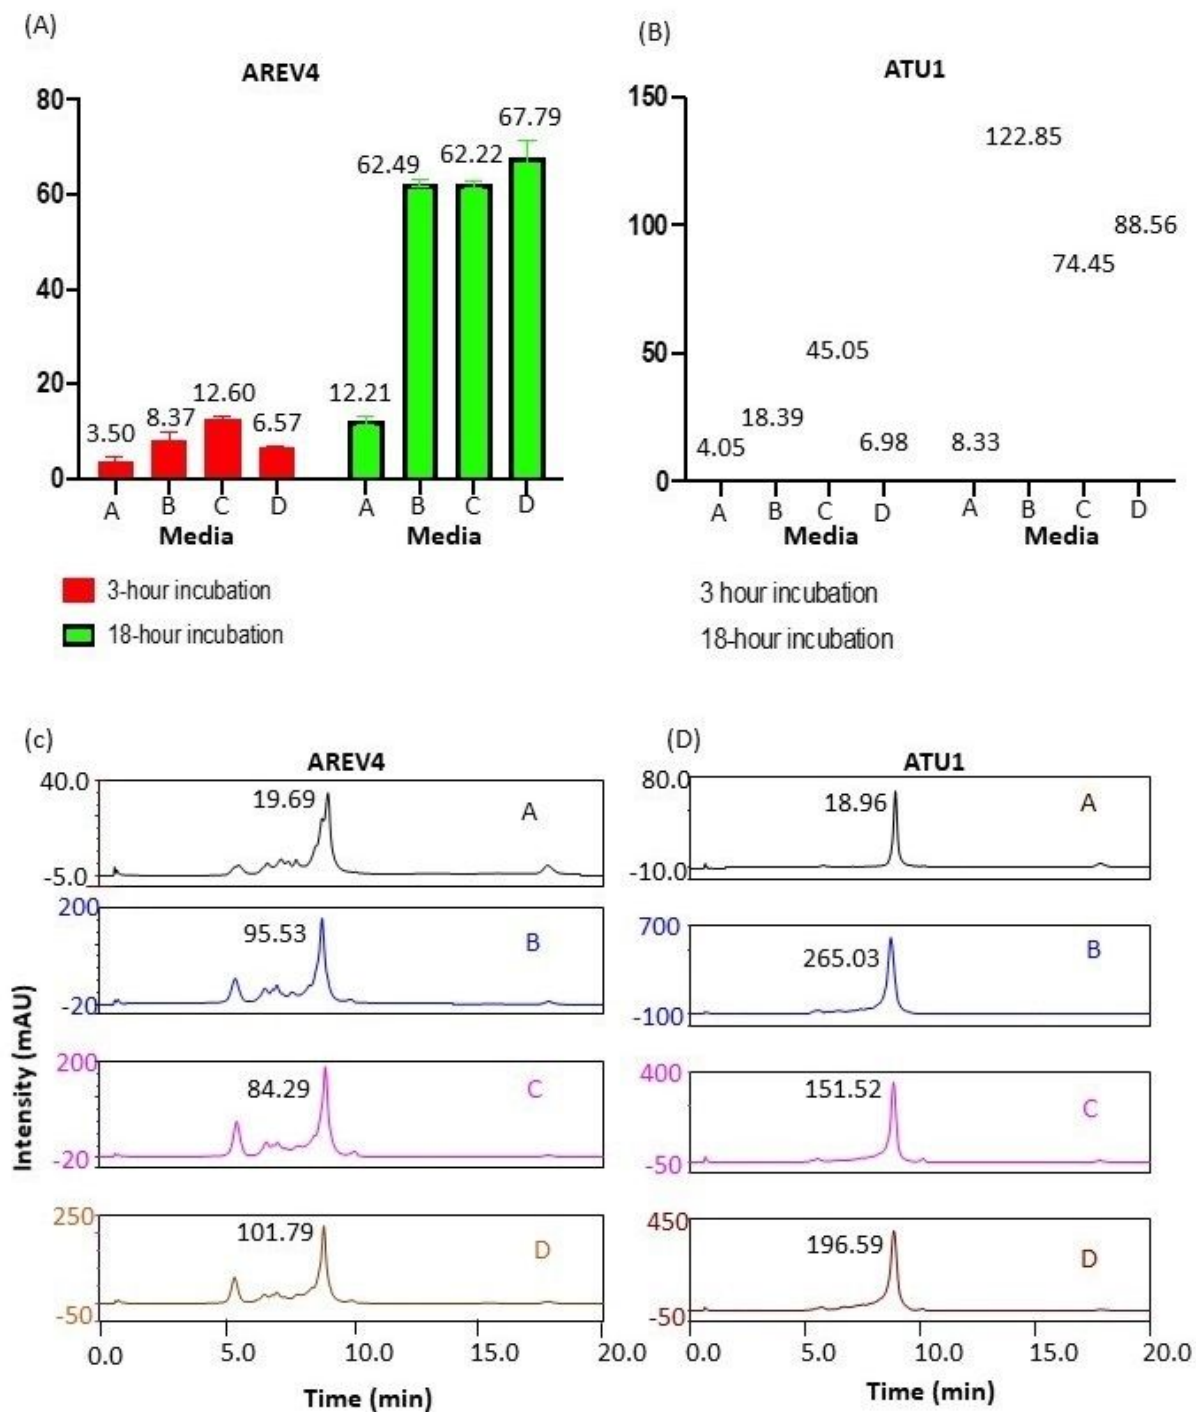 (A)
AREV4
80
60
40
20
0
3.50
8.37
12.60
6.57
12.21
62.49
62.22
67.79
A B C D A B C D
Media Media
3-hour incubation
18-hour incubation
(B)
ATU1
150
100
50
0
4.05
18.39
45.05
6.98
8.33
122.85
74.45
88.56
A B C D A B C D
Media Media
3 hour incubation
18-hour incubation
(c)
AREV4
Intensity (mAU)
40.0
19.69
A
-5.0
200
95.53
B
-20
200
84.29
C
-20
250
101.79
D
-50
0.0 5.0 10.0 15.0 20.0
Time (min)
(D)
ATU1
80.0
18.96
A
-10.0
700
265.03
B
-100
400
151.52
C
-50
450
196.59
D
-50
0.0 5.0 10.0 15.0 20.0
Time (min)